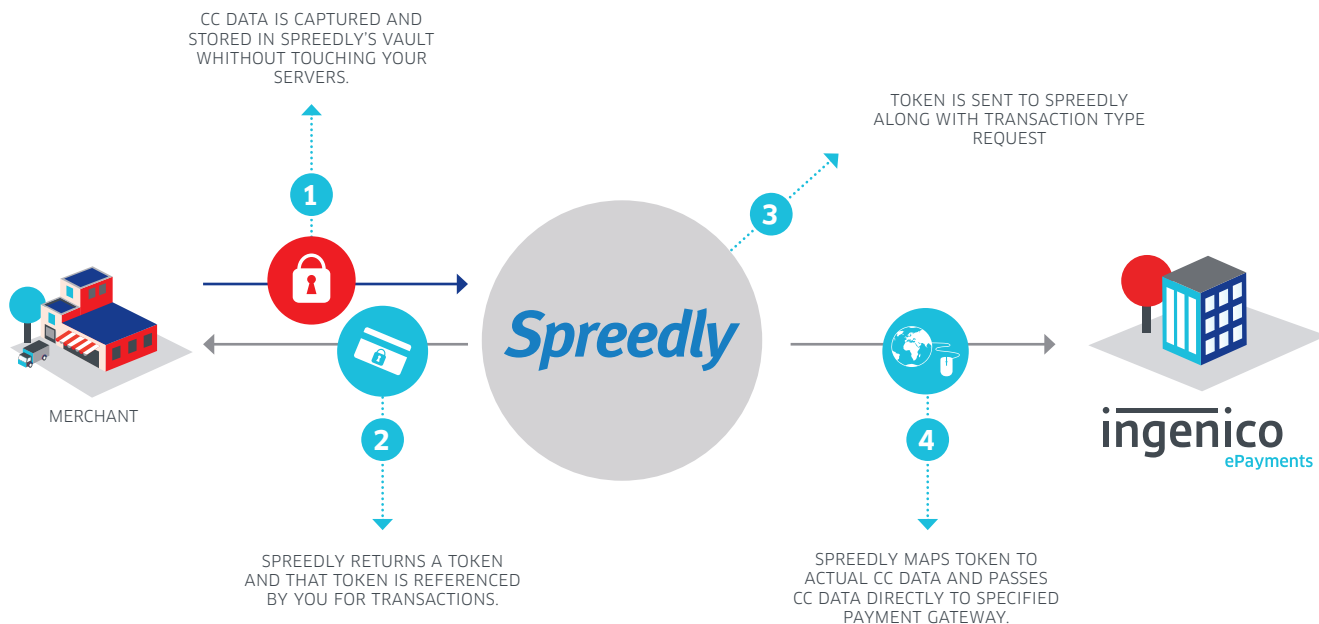 CC DATA IS CAPTURED AND
STORED IN SPREEDLY'S VAULT
WHITHOUT TOUCHING YOUR
SERVERS.
1
TOKEN IS SENT TO SPREEDLY
ALONG WITH TRANSACTION TYPE
REQUEST
3
Spreedly
MERCHANT
2
4
ingenico
ePayments
SPREEDLY RETURNS A TOKEN
AND THAT TOKEN IS REFERENCED
BY YOU FOR TRANSACTIONS.
SPREEDLY MAPS TOKEN TO
ACTUAL CC DATA AND PASSES
CC DATA DIRECTLY TO SPECIFIED
PAYMENT GATEWAY.